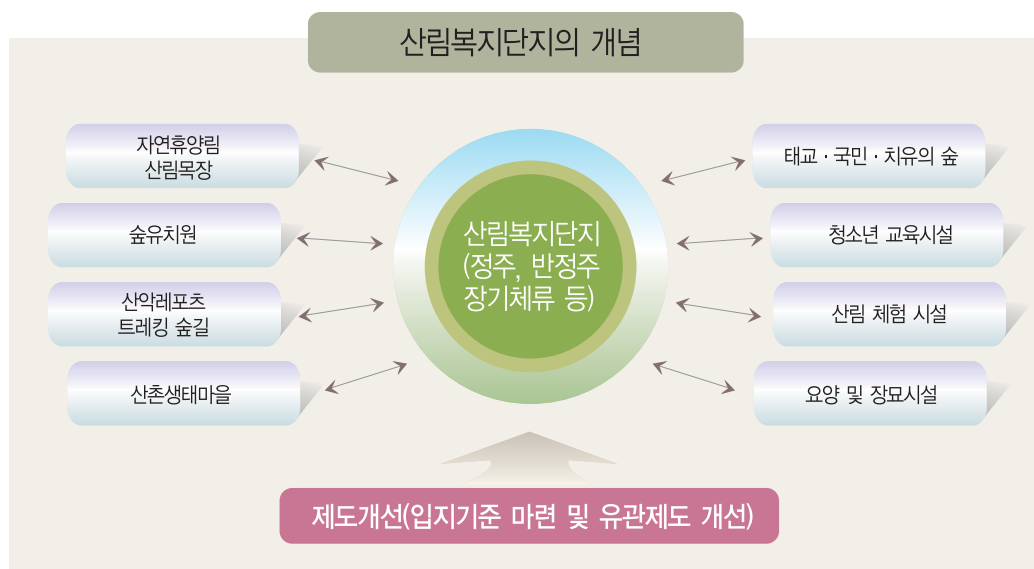 산림복지단지의 개념
자연휴양림
산림목장
숲유치원
산악레포츠
트레킹 숲길
산촌생태마을
산림복지단지
(정주, 반정주
장기체류 등)
태교·국민·치유의 숲
청소년 교육시설
산림 체험 시설
요양 및 장묘시설
제도개선(입지기준 마련 및 유관제도 개선)